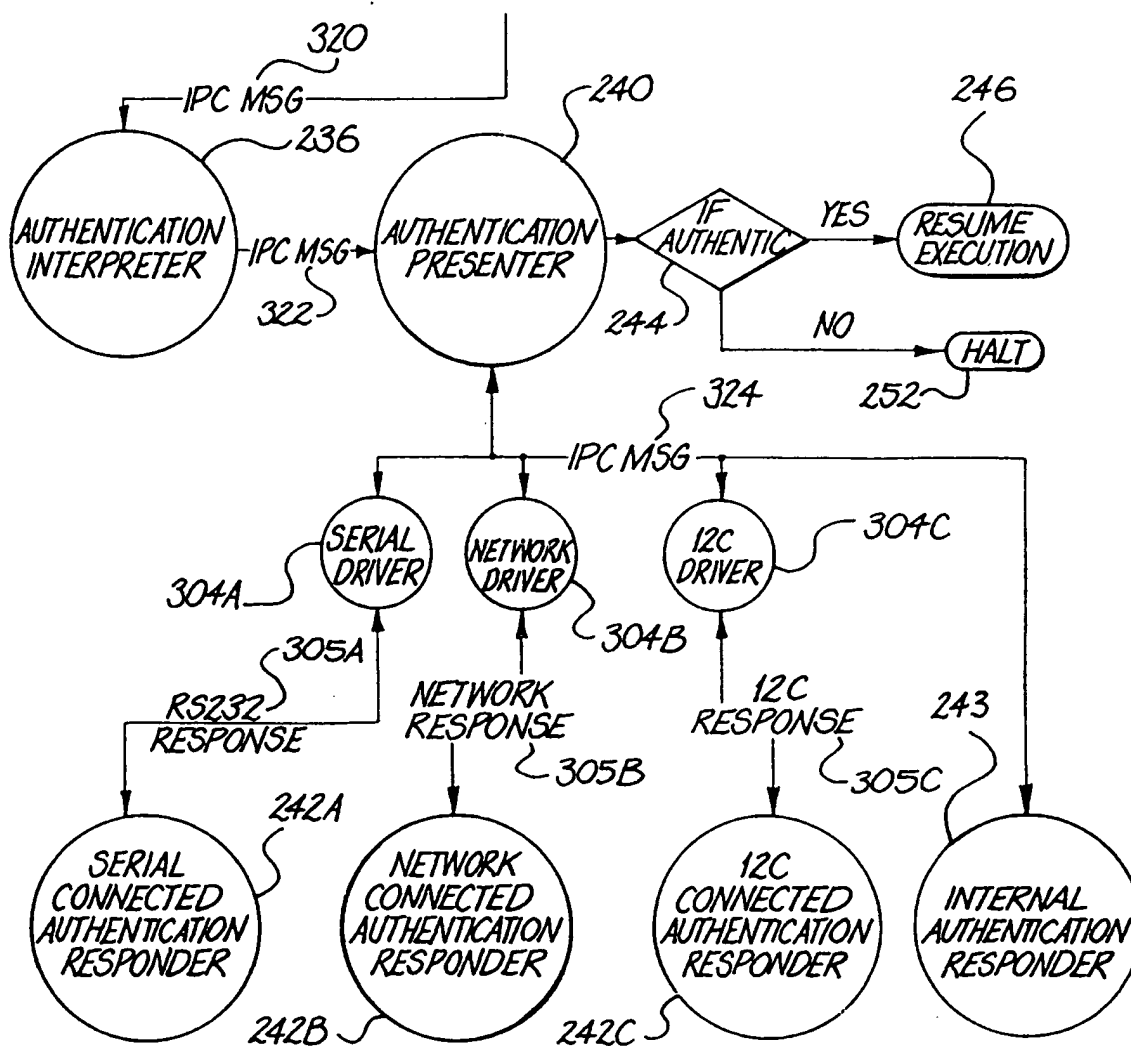 320
IPC MSG
236
240
246
AUTHENTICATION
INTERPRETER
IPC MSG
322
AUTHENTICATION
PRESENTER
IF
AUTHENTIC
244
YES
RESUME
EXECUTION
NO
HALT
252
324
IPC MSG
SERIAL
DRIVER
304A
NETWORK
DRIVER
304B
12C
DRIVER
304C
305A
RS232
RESPONSE
NETWORK
RESPONSE
305B
12C
RESPONSE
305C
243
242A
SERIAL
CONNECTED
AUTHENTICATION
RESPONDER
NETWORK
CONNECTED
AUTHENTICATION
RESPONDER
242B
12C
CONNECTED
AUTHENTICATION
RESPONDER
242C
INTERNAL
AUTHENTICATION
RESPONDER